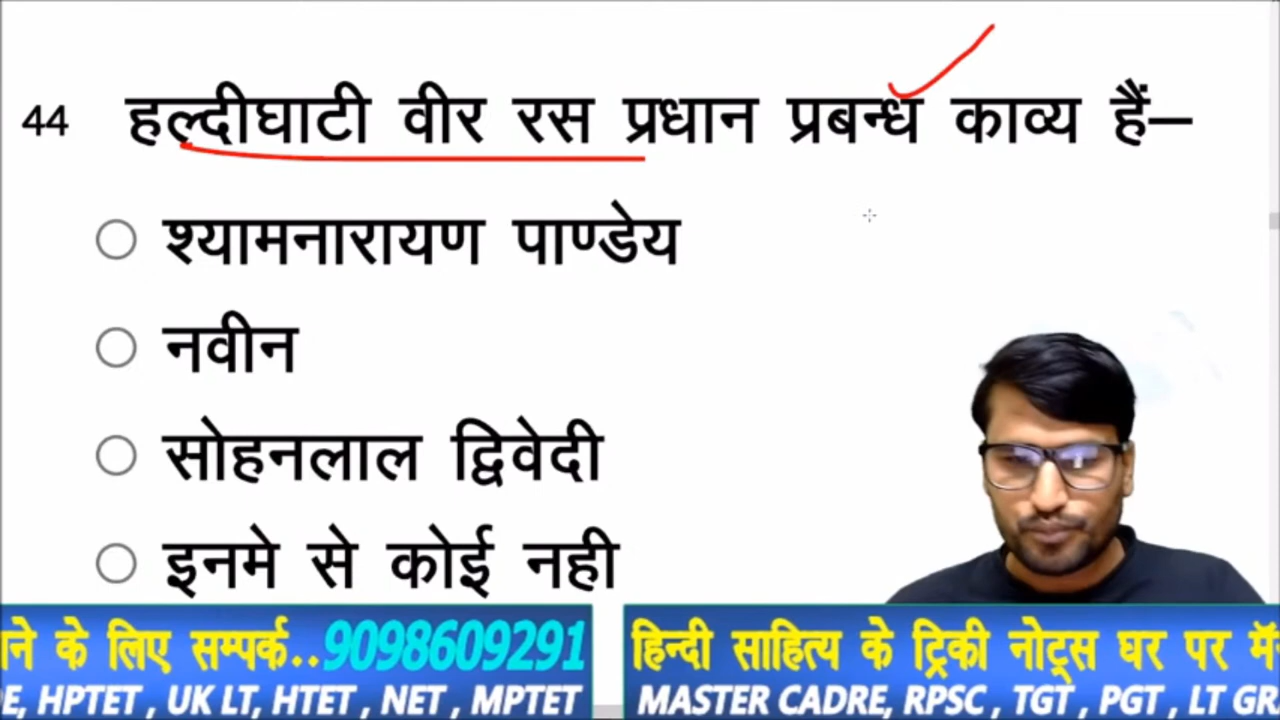 44 हल्दीघाटी वीर रस प्रधान प्रबन्ध काव्य हैं–
श्यामनारायण पाण्डेय
नवीन
सोहनलाल द्विवेदी
इनमे से कोई नही
ने के लिए सम्पर्क..9098609291
हिन्दी साहित्य के ट्रिकी नोट्स घर पर
E, HPTET , UK LT, HTET , NET , MPTET
MASTER CADRE, RPSC , TGT , PGT , LT GR